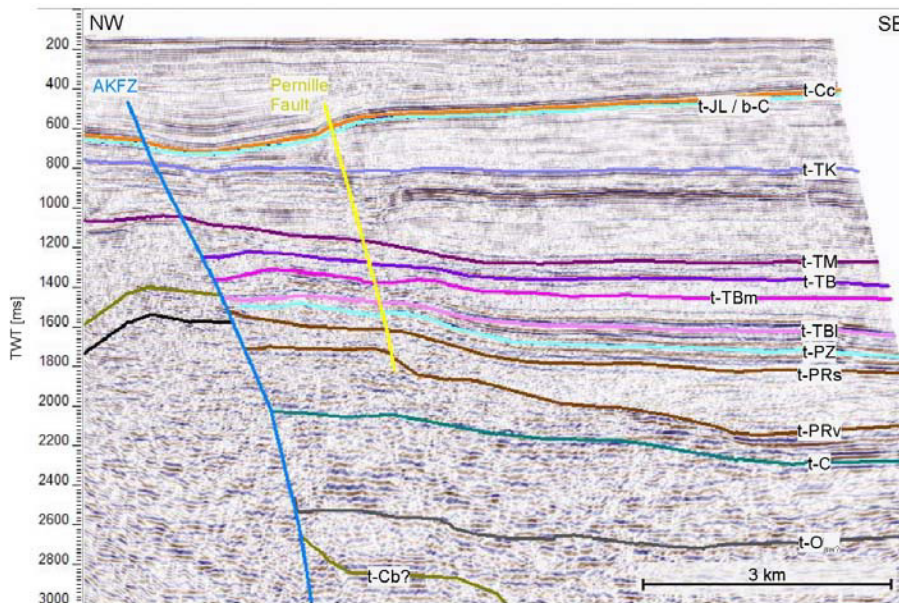 NW
SE
200
400
600
800
1000
1200
1400
1600
1800
2000
2200
2400
2600
2800
3000
TWT [ms]
AKFZ
Pernille
Fault
t-Cc
t-JL / b-C
t-TK
t-TM
t-TB
t-TBm
t-TBl
t-PZ
t-PRs
t-PRv
t-C
t-O
t-Cb?
3 km